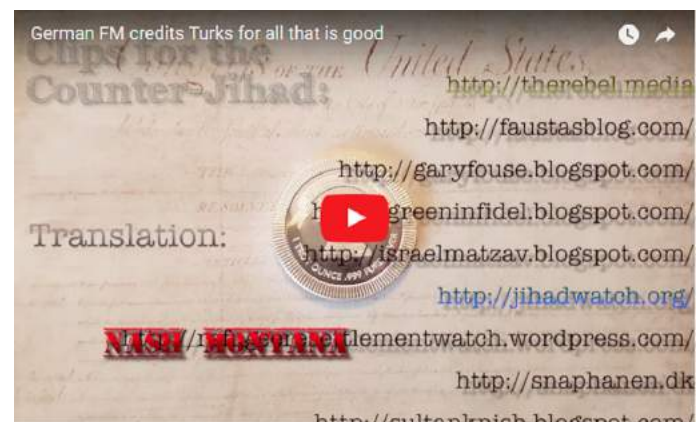 German FM credits Turks for all that is good
Clips for the
Counter-Jihad:
United States,
http://therebel.media
http://faustasblog.com/
http://garyfouse.blogspot.com/
greeninfidel.blogspot.com/
Translation:
http://israelmatzav.blogspot.com/
http://jihadwatch.org/
NASH MONTANA
lementwatch.wordpress.com/
http://snaphanen.dk